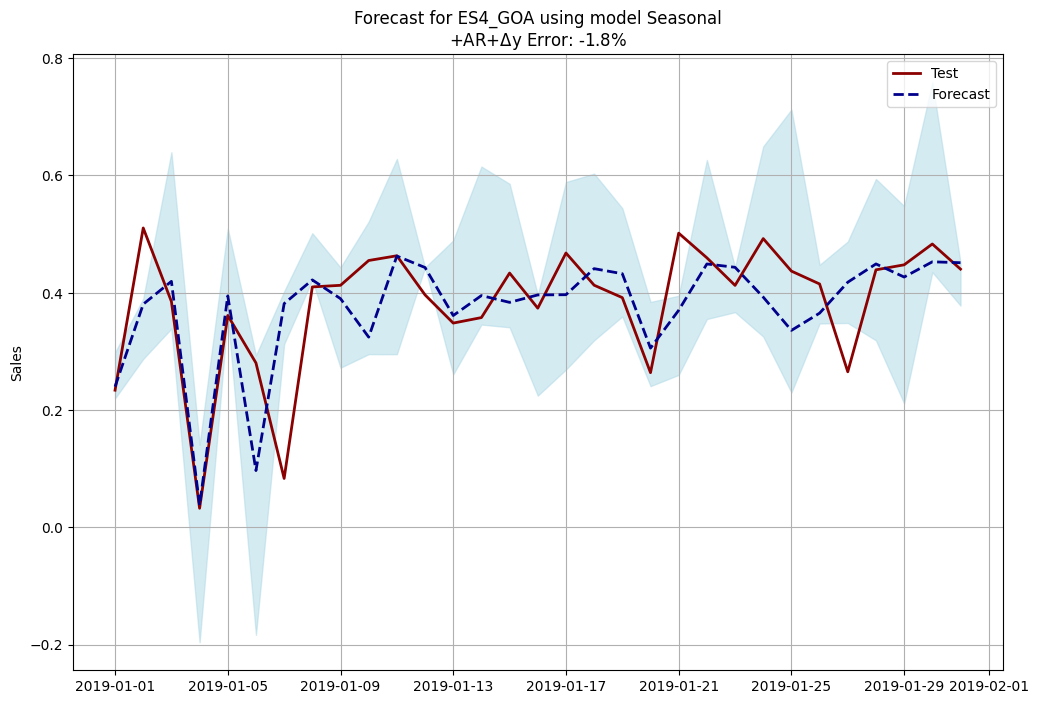 Forecast for ES4_GOA using model Seasonal
+AR+Δy Error: -1.8%
Test
Forecast
Sales
0.8
0.6
0.4
0.2
0.0
−0.2
2019-01-01 2019-01-05 2019-01-09 2019-01-13 2019-01-17 2019-01-21 2019-01-25 2019-01-29 2019-02-01